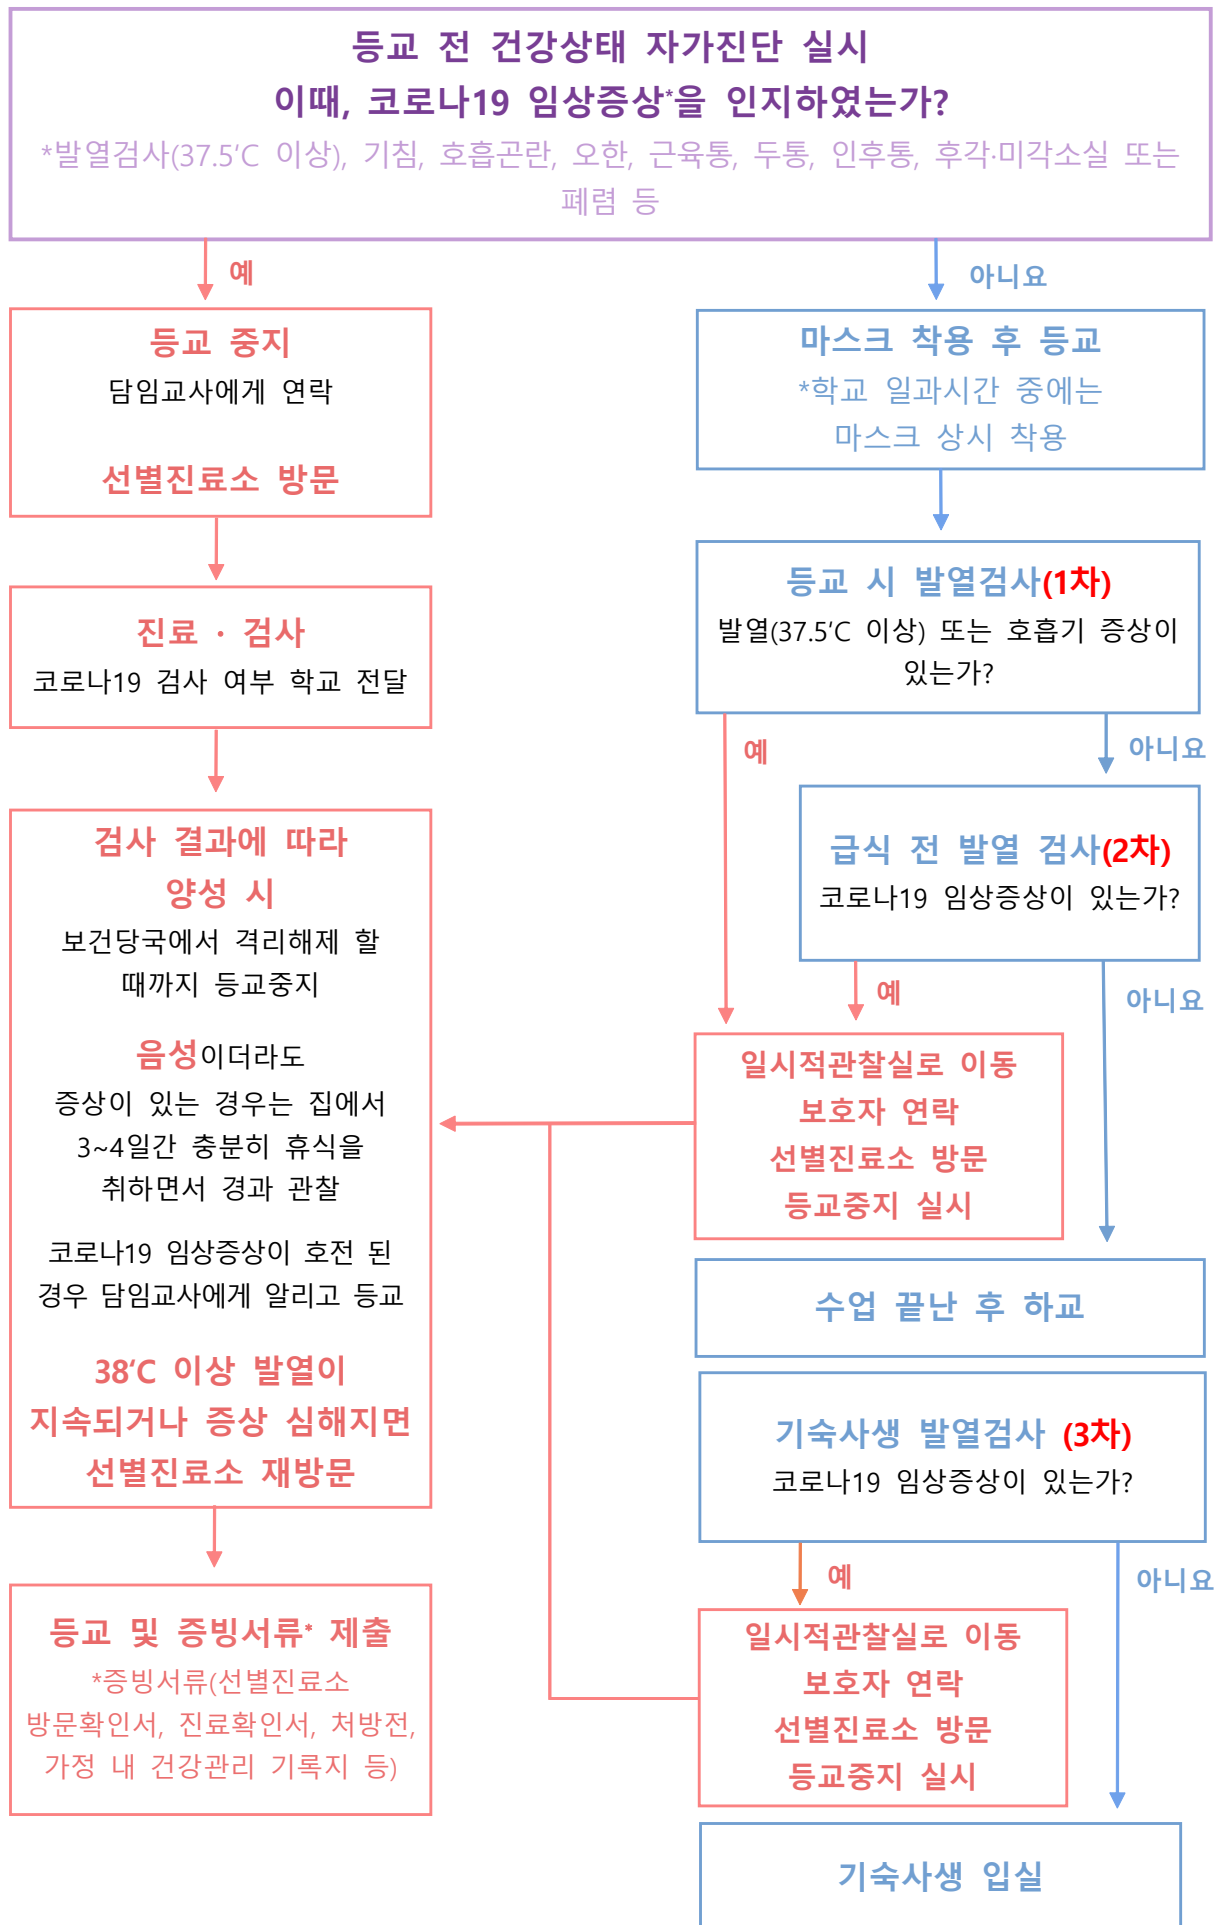 등교 전 건강상태 자가진단 실시
이때, 코로나19 임상증상*을 인지하였는가?
*발열검사(37.5'C 이상), 기침, 호흡곤란, 오한, 근육통, 두통, 인후통, 후각·미각소실 또는
폐렴 등
예
등교 중지
담임교사에게 연락
선별진료소 방문
진료 · 검사
코로나19 검사 여부 학교 전달
검사 결과에 따라
양성 시
보건당국에서 격리해제 할
때까지 등교중지
음성이더라도
증상이 있는 경우는 집에서
3~4일간 충분히 휴식을
취하면서 경과 관찰
코로나19 임상증상이 호전 된
경우 담임교사에게 알리고 등교
38'C 이상 발열이
지속되거나 증상 심해지면
선별진료소 재방문
등교 및 증빙서류* 제출
*증빙서류(선별진료소
방문확인서, 진료확인서, 처방전,
가정 내 건강관리 기록지 등)
아니요
마스크 착용 후 등교
*학교 일과시간 중에는
마스크 상시 착용
등교 시 발열검사(1차)
발열(37.5'C 이상) 또는 호흡기 증상이
있는가?
예
아니요
급식 전 발열 검사(2차)
코로나19 임상증상이 있는가?
예
아니요
일시적관찰실로 이동
보호자 연락
선별진료소 방문
등교중지 실시
수업 끝난 후 하교
기숙사생 발열검사 (3차)
코로나19 임상증상이 있는가?
예
아니요
일시적관찰실로 이동
보호자 연락
선별진료소 방문
등교중지 실시
기숙사생 입실